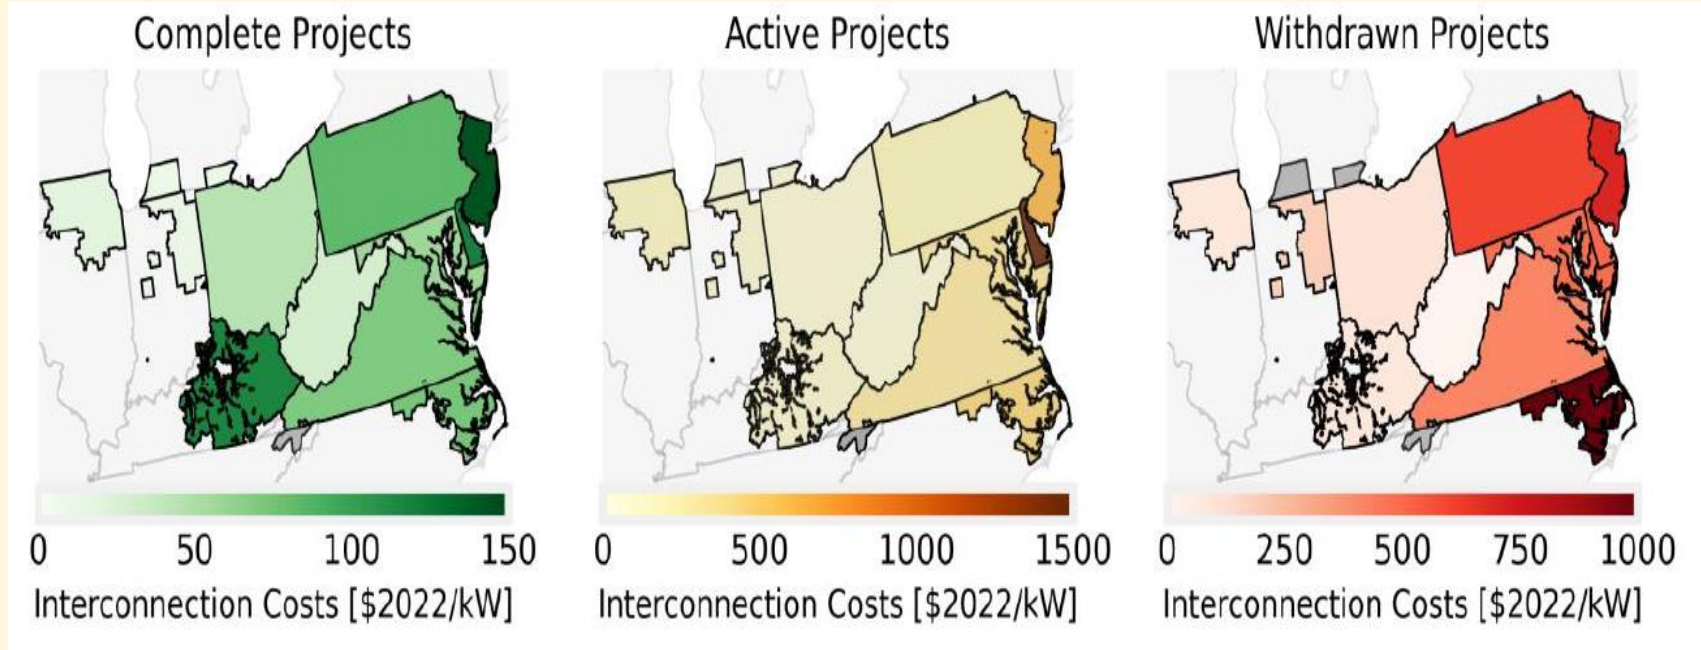 Complete Projects
Active Projects
Withdrawn Projects
0 50 100 150
0 500 1000 1500
0 250 500 750 1000
Interconnection Costs [$2022/kW]
Interconnection Costs [$2022/kW]
Interconnection Costs [$2022/kW]